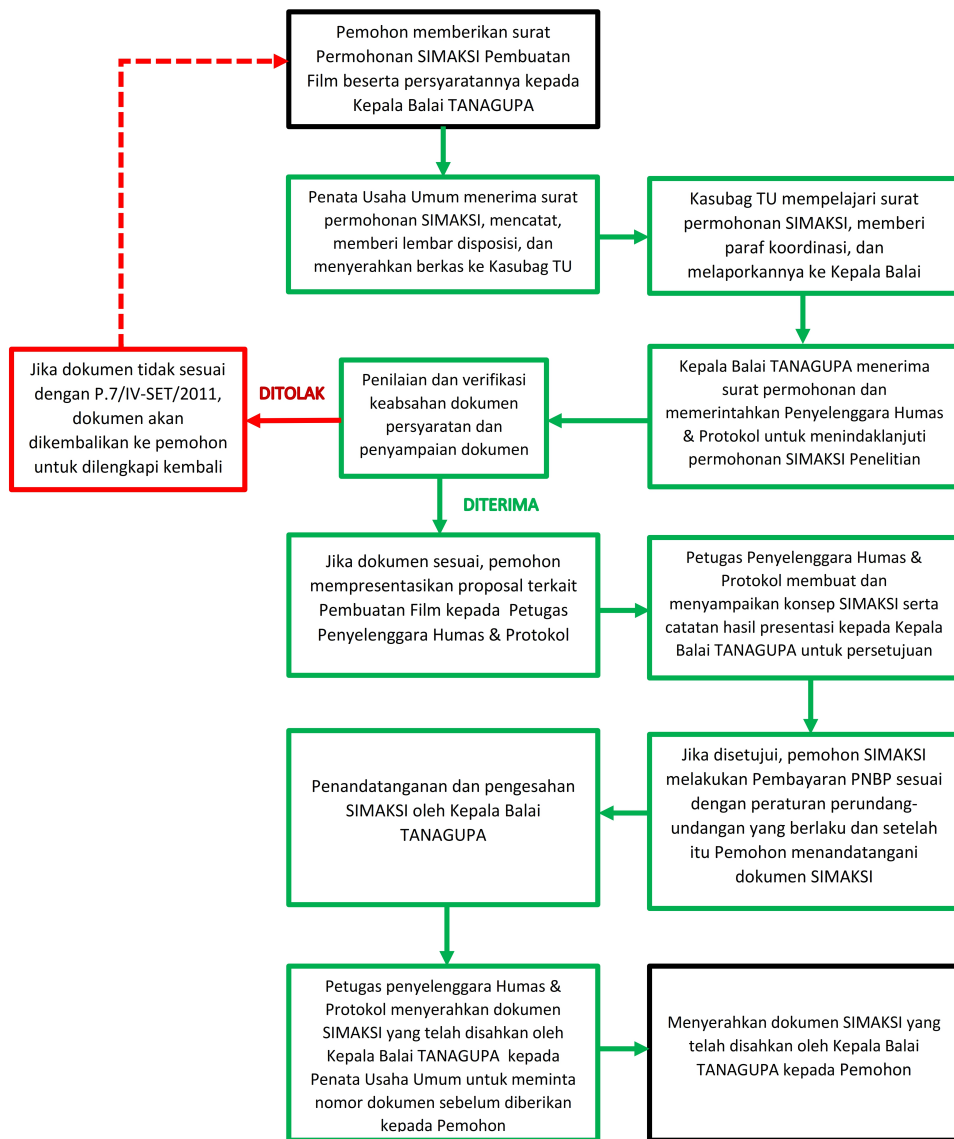 Pemohon memberikan surat
Permohonan SIMAKSI Pembuatan
Film beserta persyaratannya kepada
Kepala Balai TANAGUPA
Penata Usaha Umum menerima surat
permohonan SIMAKSI, mencatat,
memberi lembar disposisi, dan
menyerahkan berkas ke Kasubag TU
Kasubag TU mempelajari surat
permohonan SIMAKSI, memberi
paraf koordinasi, dan
melaporkannya ke Kepala Balai
Kepala Balai TANAGUPA menerima
surat permohonan dan
memerintahkan Penyelenggara Humas
& Protokol untuk menindaklanjuti
permohonan SIMAKSI Penelitian
Penilaian dan verifikasi
keabsahan dokumen
persyaratan dan
penyampaian dokumen
DITOLAK
Jika dokumen tidak sesuai
dengan P.7/IV-SET/2011,
dokumen akan
dikembalikan ke pemohon
untuk dilengkapi kembali
DITERIMA
Jika dokumen sesuai, pemohon
mempresentasikan proposal terkait
Pembuatan Film kepada Petugas
Penyelenggara Humas & Protokol
Petugas Penyelenggara Humas &
Protokol membuat dan
menyampaikan konsep SIMAKSI serta
catatan hasil presentasi kepada Kepala
Balai TANAGUPA untuk persetujuan
Jika disetujui, pemohon SIMAKSI
melakukan Pembayaran PNBP sesuai
dengan peraturan perundang-
undangan yang berlaku dan setelah
itu Pemohon menandatangani
dokumen SIMAKSI
Penandatanganan dan pengesahan
SIMAKSI oleh Kepala Balai
TANAGUPA
Petugas penyelenggara Humas &
Protokol menyerahkan dokumen
SIMAKSI yang telah disahkan oleh
Kepala Balai TANAGUPA kepada
Penata Usaha Umum untuk meminta
nomor dokumen sebelum diberikan
kepada Pemohon
Menyerahkan dokumen SIMAKSI yang
telah disahkan oleh Kepala Balai
TANAGUPA kepada Pemohon